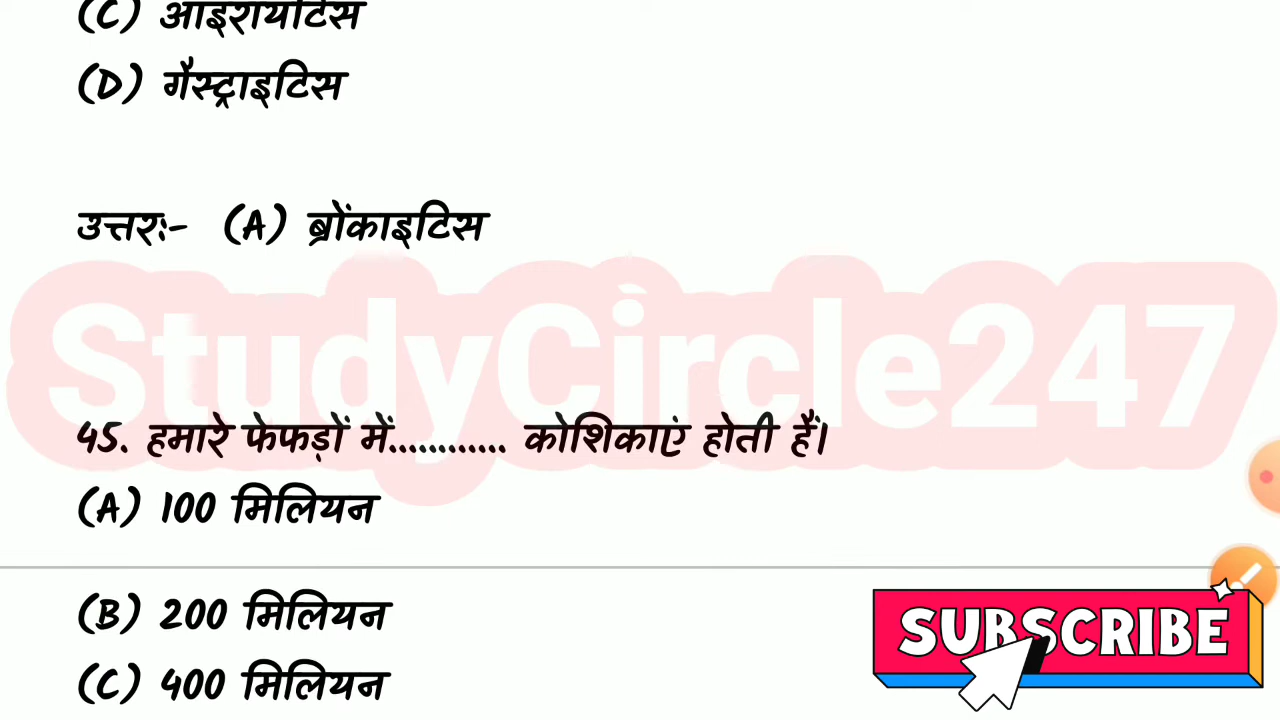 (C) आइरायटिस
(D) गैस्ट्राइटिस
उत्तरः- (A) ब्रोंकाइटिस
StudyCircle247
45. हमारे फेफड़ों में............ कोशिकाएं होती हैं।
(A) 100 मिलियन
(B) 200 मिलियन
(C) 400 मिलियन
SUBSCRIBE